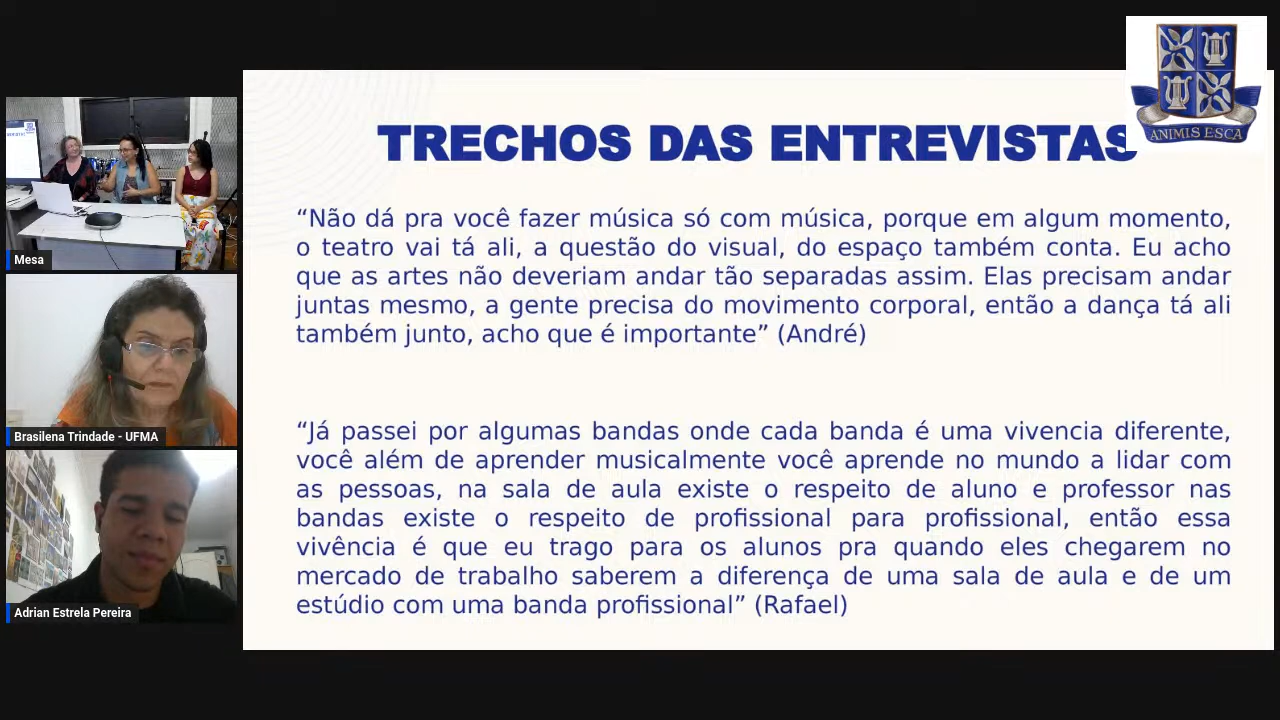 ANIMIS ESCA
TRECHOS DAS ENTREVISTAS
“Não dá pra você fazer música só com música, porque em algum momento,
o teatro vai tá ali, a questão do visual, do espaço também conta. Eu acho
que as artes não deveriam andar tão separadas assim. Elas precisam andar
juntas mesmo, a gente precisa do movimento corporal, então a dança tá ali
também junto, acho que é importante” (André)
“Já passei por algumas bandas onde cada banda é uma vivencia diferente,
você além de aprender musicalmente você aprende no mundo a lidar com
as pessoas, na sala de aula existe o respeito de aluno e professor nas
bandas existe o respeito de profissional para profissional, então essa
vivência é que eu trago para os alunos pra quando eles chegarem no
mercado de trabalho saberem a diferença de uma sala de aula e de um
estúdio com uma banda profissional” (Rafael)
Mesa
Brasilena Trindade - UFMA
Adrian Estrela Pereira